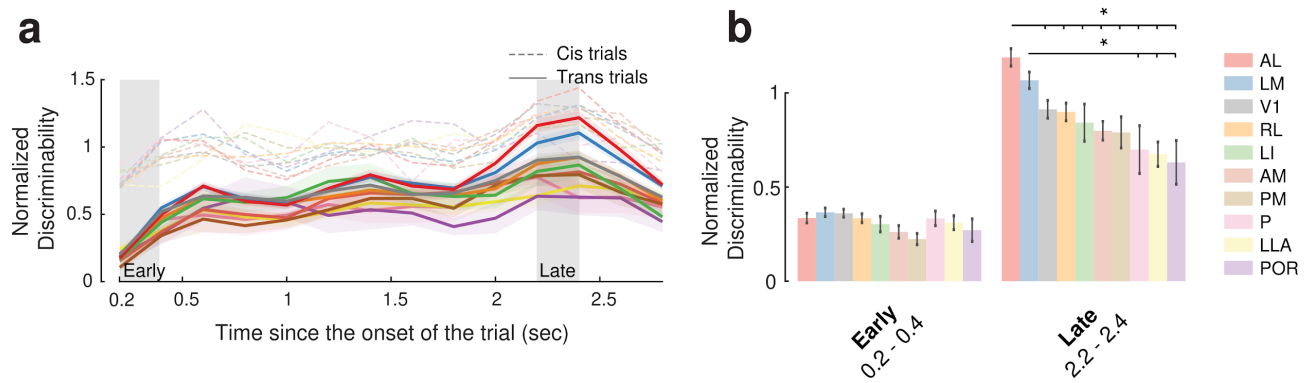 a
Cis trials
Trans trials
Normalized
Discriminability
1.5
1
0.5
0
Early
Late
0.2
0.5
1
1.5
2
2.5
Time since the onset of the trial (sec)
b
*
*
Normalized
Discriminability
1
0.5
0
Early
0.2 - 0.4
Late
2.2 - 2.4
AL
LM
V1
RL
LI
AM
PM
P
LLA
POR